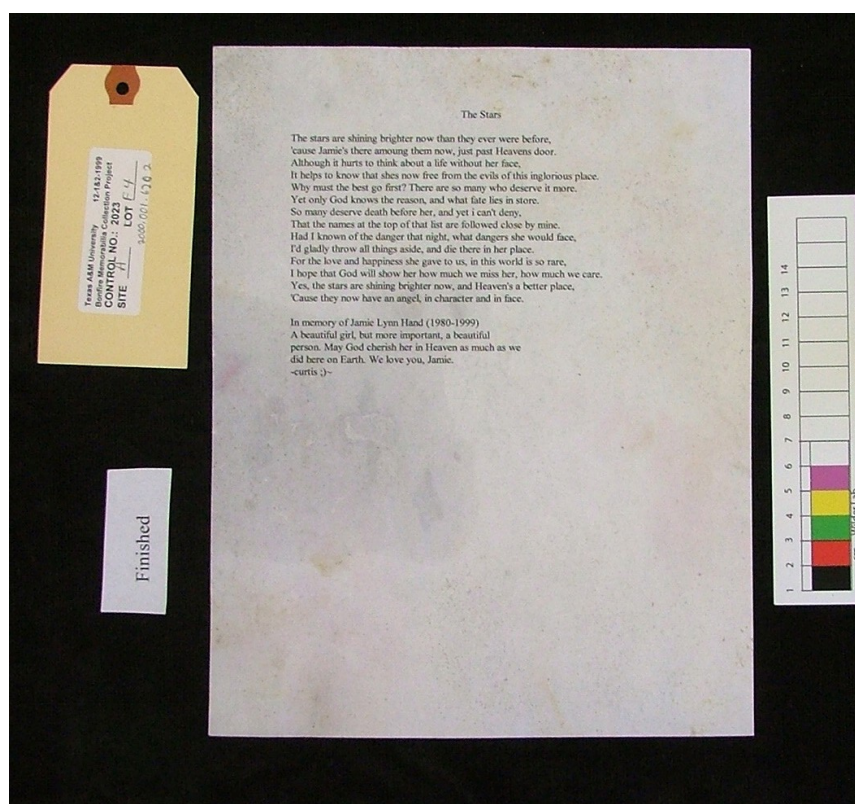 Texas A&M University 12-1&2-1999
Bonfire Memorabilia Collection Project
CONTROL NO.: 2023
SITE A LOT F4
2000.001.6202
The Stars
The stars are shining brighter now than they ever were before,
'cause Jamie's there amoung them now, just past Heavens door.
Although it hurts to think about a life without her face,
It helps to know that shes now free from the evils of this inglorious place.
Why must the best go first? There are so many who deserve it more.
Yet only God knows the reason, and what fate lies in store.
So many deserve death before her, and yet i can't deny,
That the names at the top of that list are followed close by mine.
Had I known of the danger that night, what dangers she would face,
I'd gladly throw all things aside, and die there in her place.
For the love and happiness she gave to us, in this world is so rare,
I hope that God will show her how much we miss her, how much we care.
Yes, the stars are shining brighter now, and Heaven's a better place,
'Cause they now have an angel, in character and in face.
In memory of Jamie Lynn Hand (1980-1999)
A beautiful girl, but more important, a beautiful
person. May God cherish her in Heaven as much as we
did here on Earth. We love you, Jamie.
-curtis ;)~
Finished
14
13
12
11
10
9
8
7
6
5
4
3
2
1